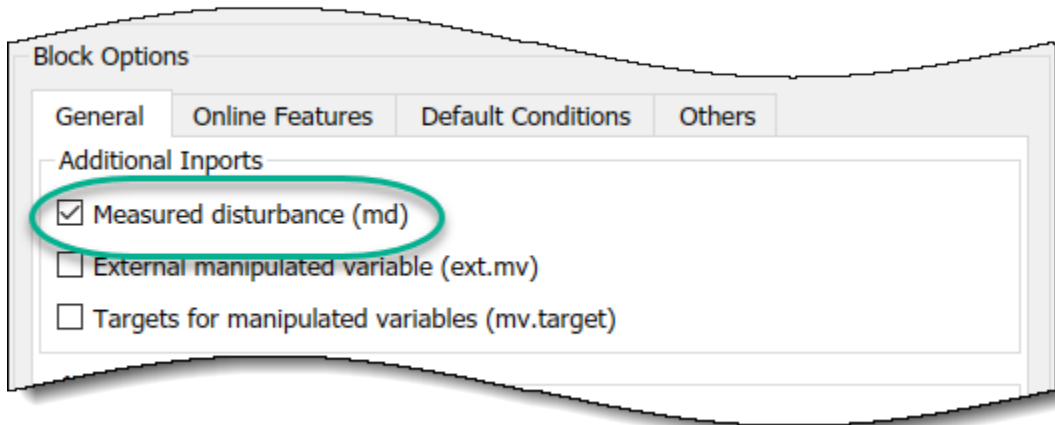 Block Options
General Online Features Default Conditions Others
Additional Inports
Measured disturbance (md)
External manipulated variable (ext.mv)
Targets for manipulated variables (mv.target)